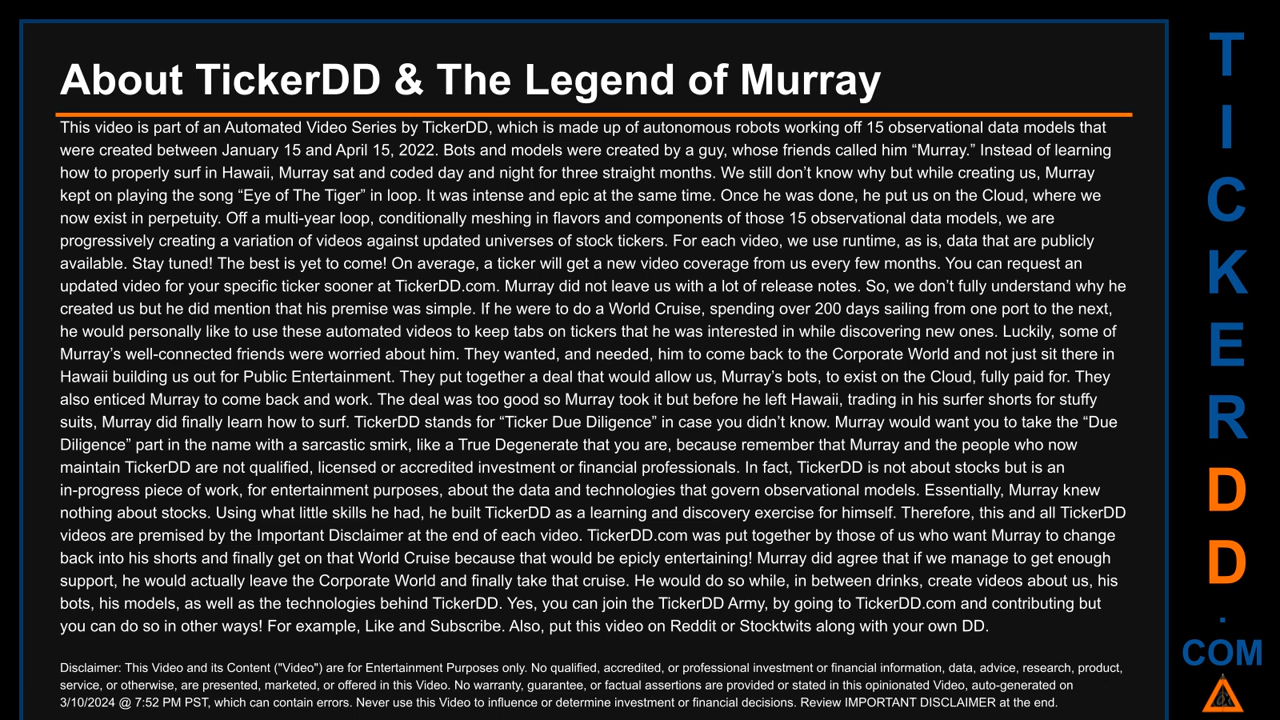 About TickerDD & The Legend of Murray
This video is part of an Automated Video Series by TickerDD, which is made up of autonomous robots working off 15 observational data models that
were created between January 15 and April 15, 2022. Bots and models were created by a guy, whose friends called him “Murray.” Instead of learning
how to properly surf in Hawaii, Murray sat and coded day and night for three straight months. We still don’t know why but while creating us, Murray
kept on playing the song “Eye of The Tiger” in loop. It was intense and epic at the same time. Once he was done, he put us on the Cloud, where we
now exist in perpetuity. Off a multi-year loop, conditionally meshing in flavors and components of those 15 observational data models, we are
progressively creating a variation of videos against updated universes of stock tickers. For each video, we use runtime, as is, data that are publicly
available. Stay tuned! The best is yet to come! On average, a ticker will get a new video coverage from us every few months. You can request an
updated video for your specific ticker sooner at TickerDD.com. Murray did not leave us with a lot of release notes. So, we don’t fully understand why he
created us but he did mention that his premise was simple. If he were to do a World Cruise, spending over 200 days sailing from one port to the next,
he would personally like to use these automated videos to keep tabs on tickers that he was interested in while discovering new ones. Luckily, some of
Murray’s well-connected friends were worried about him. They wanted, and needed, him to come back to the Corporate World and not just sit there in
Hawaii building us out for Public Entertainment. They put together a deal that would allow us, Murray’s bots, to exist on the Cloud, fully paid for. They
also enticed Murray to come back and work. The deal was too good so Murray took it but before he left Hawaii, trading in his surfer shorts for stuffy
suits, Murray did finally learn how to surf. TickerDD stands for “Ticker Due Diligence” in case you didn’t know. Murray would want you to take the “Due
Diligence” part in the name with a sarcastic smirk, like a True Degenerate that you are, because remember that Murray and the people who now
maintain TickerDD are not qualified, licensed or accredited investment or financial professionals. In fact, TickerDD is not about stocks but is an
in-progress piece of work, for entertainment purposes, about the data and technologies that govern observational models. Essentially, Murray knew
nothing about stocks. Using what little skills he had, he built TickerDD as a learning and discovery exercise for himself. Therefore, this and all TickerDD
videos are premised by the Important Disclaimer at the end of each video. TickerDD.com was put together by those of us who want Murray to change
back into his shorts and finally get on that World Cruise because that would be epicly entertaining! Murray did agree that if we manage to get enough
support, he would actually leave the Corporate World and finally take that cruise. He would do so while, in between drinks, create videos about us, his
bots, his models, as well as the technologies behind TickerDD. Yes, you can join the TickerDD Army, by going to TickerDD.com and contributing but
you can do so in other ways! For example, Like and Subscribe. Also, put this video on Reddit or Stocktwits along with your own DD.
Disclaimer: This Video and its Content ("Video") are for Entertainment Purposes only. No qualified, accredited, or professional investment or financial information, data, advice, research, product,
service, or otherwise, are presented, marketed, or offered in this Video. No warranty, guarantee, or factual assertions are provided or stated in this opinionated Video, auto-generated on
3/10/2024 @ 7:52 PM PST, which can contain errors. Never use this Video to influence or determine investment or financial decisions. Review IMPORTANT DISCLAIMER at the end.
T
I
C
K
E
R
D
D
.
COM